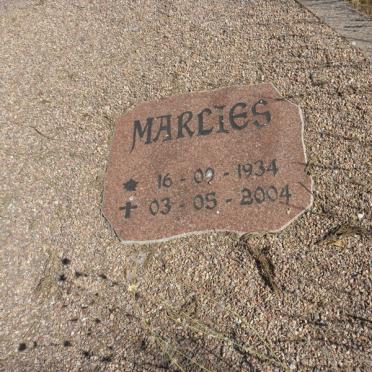 MARLIES
* 16 - 09 - 1934
✝ 03 - 05 - 2004